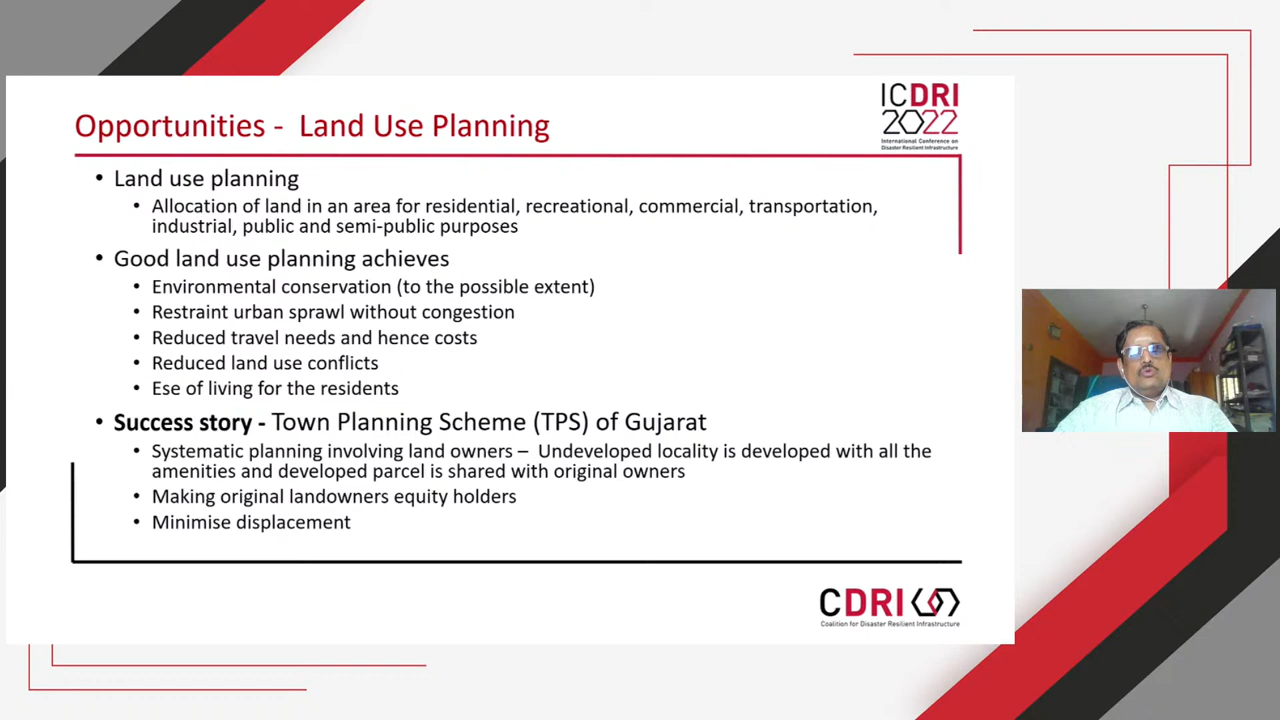 Opportunities - Land Use Planning
ICDRI
2022
International Conference on
Disaster Resilient Infrastructure
• Land use planning
• Allocation of land in an area for residential, recreational, commercial, transportation,
industrial, public and semi-public purposes
• Good land use planning achieves
• Environmental conservation (to the possible extent)
• Restraint urban sprawl without congestion
• Reduced travel needs and hence costs
• Reduced land use conflicts
• Ese of living for the residents
• Success story - Town Planning Scheme (TPS) of Gujarat
• Systematic planning involving land owners – Undeveloped locality is developed with all the
amenities and developed parcel is shared with original owners
• Making original landowners equity holders
• Minimise displacement
CDRI
Coalition for Disaster Resilient Infrastructure